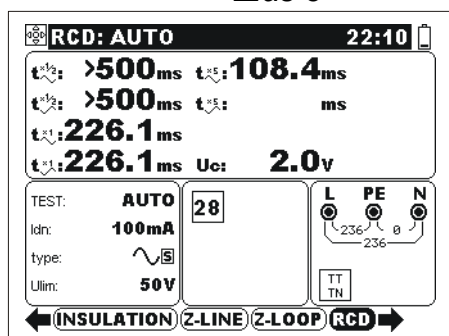 RCD: AUTO 22:10
t×½: >500ms t×5: 108.4ms
t×½: >500ms t×5: ms
t×1: 226.1ms
t×1: 226.1ms Uc: 2.0V
TEST: AUTO
Idn: 100mA
type: S
Ulim: 50V
28
L PE N
236 0
236
TT
TN
INSULATION Z-LINE Z-LOOP RCD